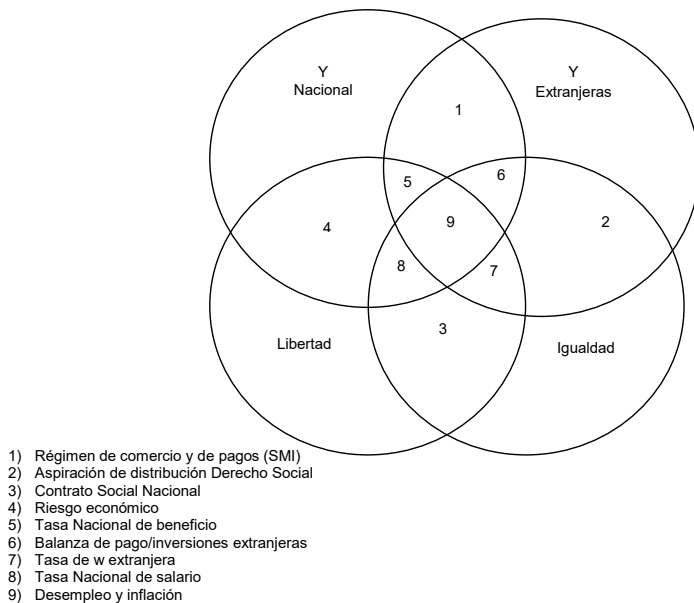 Y
Nacional
Y
Extranjeras
1
5
6
4
9
2
8
7
3
Libertad
Igualdad
1) Régimen de comercio y de pagos (SMI)
2) Aspiración de distribución Derecho Social
3) Contrato Social Nacional
4) Riesgo económico
5) Tasa Nacional de beneficio
6) Balanza de pago/inversiones extranjeras
7) Tasa de w extranjera
8) Tasa Nacional de salario
9) Desempleo y inflación